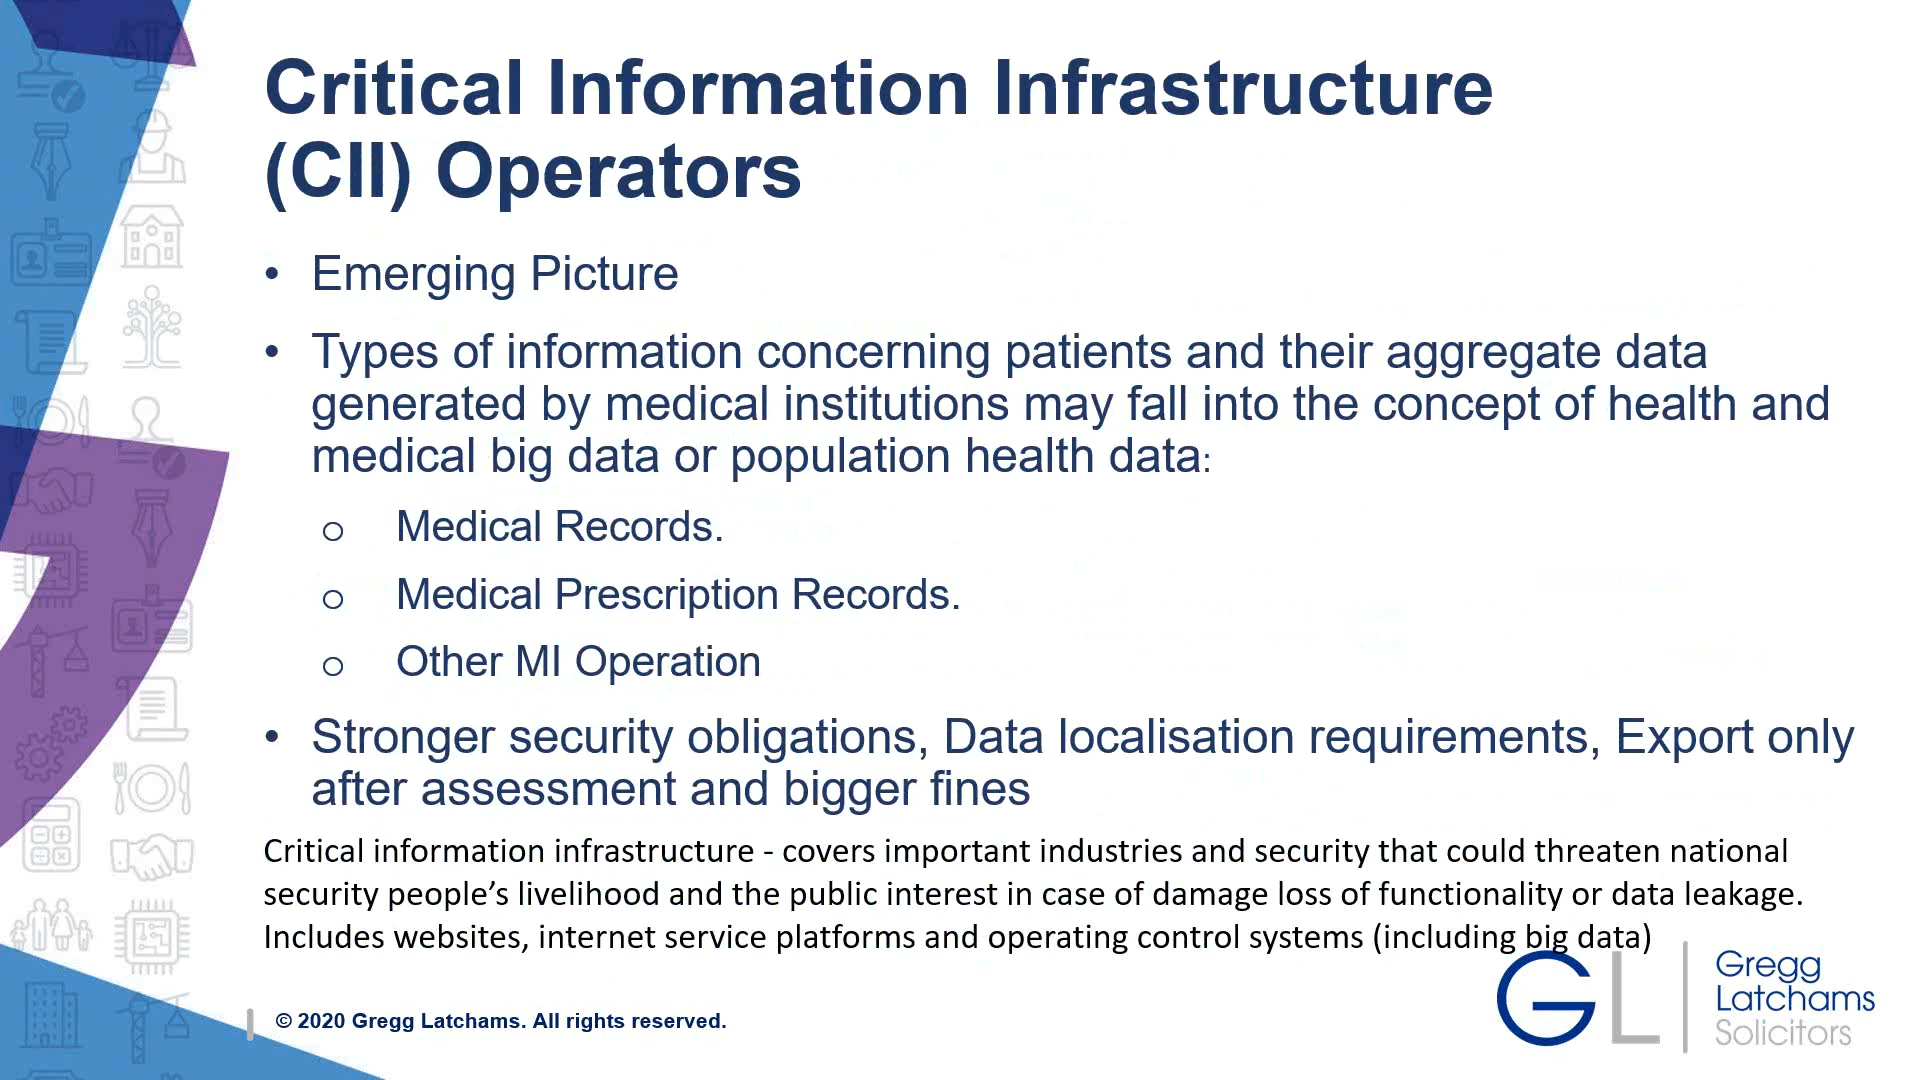 Critical Information Infrastructure
(CII) Operators
• Emerging Picture
• Types of information concerning patients and their aggregate data
generated by medical institutions may fall into the concept of health and
medical big data or population health data:
o Medical Records.
o Medical Prescription Records.
o Other MI Operation
• Stronger security obligations, Data localisation requirements, Export only
after assessment and bigger fines
Critical information infrastructure - covers important industries and security that could threaten national
security people’s livelihood and the public interest in case of damage loss of functionality or data leakage.
Includes websites, internet service platforms and operating control systems (including big data)
© 2020 Gregg Latchams. All rights reserved.
GL
Gregg
Latchams
Solicitors